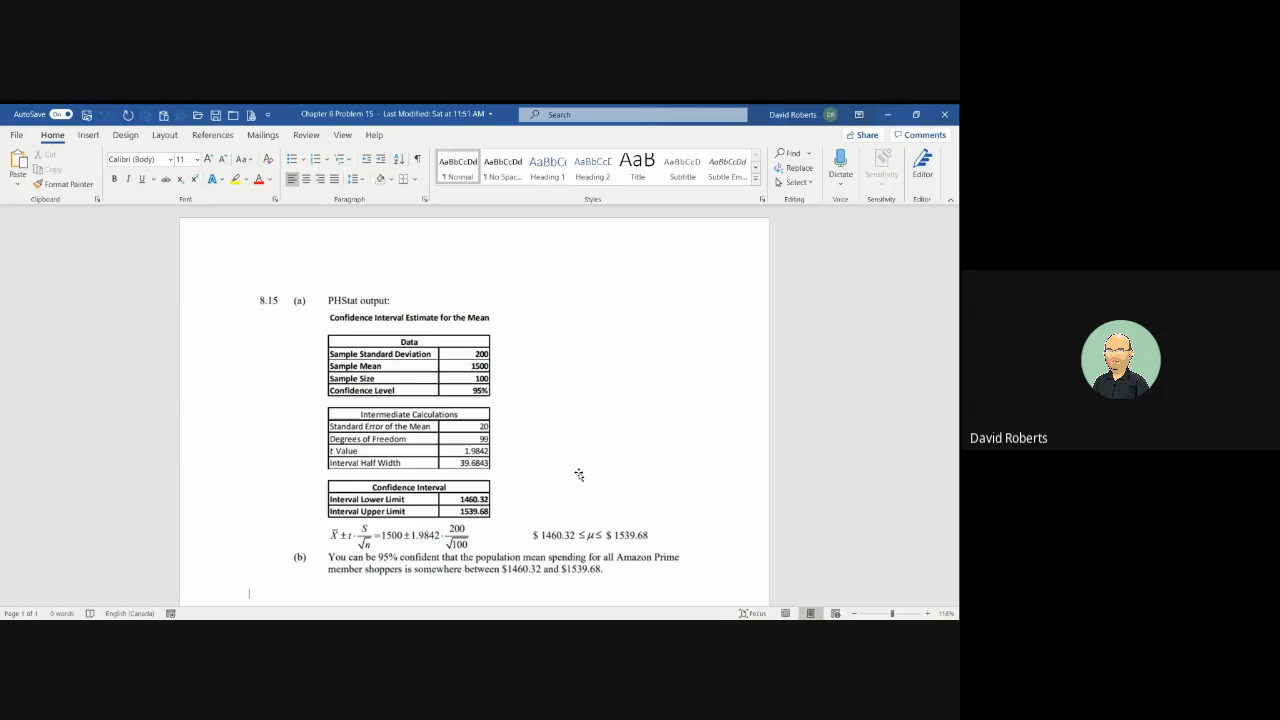 AutoSave On
Chapter 8 Problem 15 - Last Modified: Sat at 11:51 AM
Search
David Roberts DR
File Home Insert Design Layout References Mailings Review View Help
Share Comments
Paste
Cut
Copy
Format Painter
Calibri (Body) 11
AaBbCcDd AaBbCcDd AaBbCc AaBbCcE AaB AaBbCcD AaBbCcDd
¶ Normal ¶ No Spac... Heading 1 Heading 2 Title Subtitle Subtle Em...
Find
Replace
Select
Dictate
Sensitivity
Editor
Clipboard Font Paragraph Styles Editing Voice Sensitivity Editor
8.15 (a) PHStat output:
Confidence Interval Estimate for the Mean
Data
Sample Standard Deviation 200
Sample Mean 1500
Sample Size 100
Confidence Level 95%
Intermediate Calculations
Standard Error of the Mean 20
Degrees of Freedom 99
t Value 1.9842
Interval Half Width 39.6843
Confidence Interval
Interval Lower Limit 1460.32
Interval Upper Limit 1539.68
X̄ ± t · S/√n = 1500 ± 1.9842 · 200/√100 $ 1460.32 ≤ μ ≤ $ 1539.68
(b) You can be 95% confident that the population mean spending for all Amazon Prime
member shoppers is somewhere between $1460.32 and $1539.68.
Page 1 of 1 0 words English (Canada) Focus 116%
David Roberts